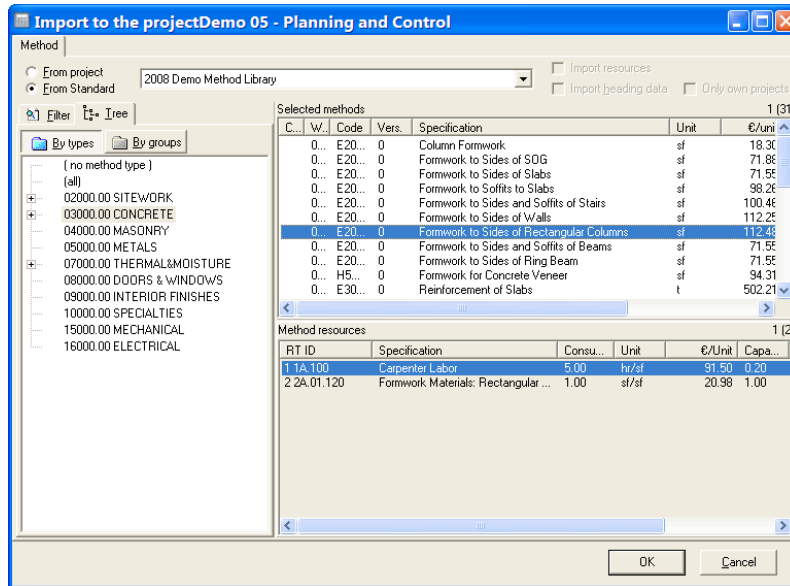 Import to the projectDemo 05 - Planning and Control
Method
From project
From Standard
2008 Demo Method Library
Import resources
Import heading data
Only own projects
Filter
Tree
By types
By groups
( no method type )
(all)
02000.00 SITEWORK
03000.00 CONCRETE
04000.00 MASONRY
05000.00 METALS
07000.00 THERMAL&MOISTURE
08000.00 DOORS & WINDOWS
09000.00 INTERIOR FINISHES
10000.00 SPECIALTIES
15000.00 MECHANICAL
16000.00 ELECTRICAL
Selected methods 1 (31
C... W.. Code Vers. Specification Unit €/uni
0... E20... 0 Column Formwork sf 18.30
0... E20... 0 Formwork to Sides of SOG sf 71.88
0... E20... 0 Formwork to Sides of Slabs sf 71.55
0... E20... 0 Formwork to Soffits to Slabs sf 98.26
0... E20... 0 Formwork to Sides and Soffits of Stairs sf 100.46
0... E20... 0 Formwork to Sides of Walls sf 112.25
0... E20... 0 Formwork to Sides of Rectangular Columns sf 112.48
0... E20... 0 Formwork to Sides and Soffits of Beams sf 71.55
0... E20... 0 Formwork to Sides of Ring Beam sf 71.55
0... H5... 0 Formwork for Concrete Veneer sf 94.31
0... E30... 0 Reinforcement of Slabs t 502.21
Method resources 1 (2
RT ID Specification Consu... Unit €/Unit Capa...
1 1A.100 Carpenter Labor 5.00 hr/sf 91.50 0.20
2 2A.01.120 Formwork Materials: Rectangular ... 1.00 sf/sf 20.98 1.00
OK
Cancel